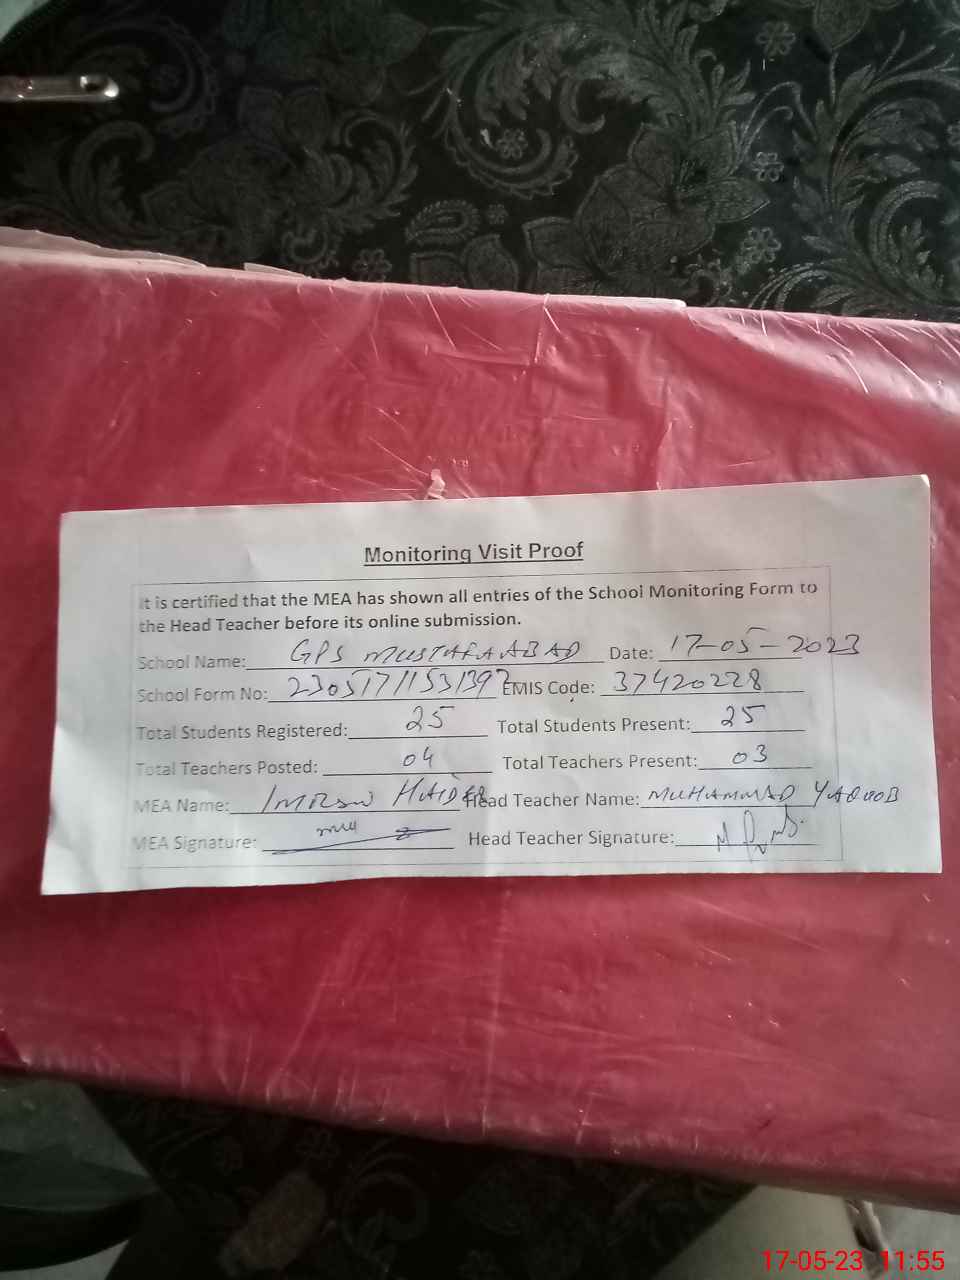 Monitoring Visit Proof
It is certified that the MEA has shown all entries of the School Monitoring Form to
the Head Teacher before its online submission.
School Name: GPS MUSTAFAABAD Date: 17-05-2023
School Form No: 23051711531397 EMIS Code: 37420228
Total Students Registered: 25 Total Students Present: 25
Total Teachers Posted: 04 Total Teachers Present: 03
MEA Name: IMRAN HAIDER Head Teacher Name: MUHAMMAD YAQOOB
MEA Signature: Head Teacher Signature:
17-05-23 11:55